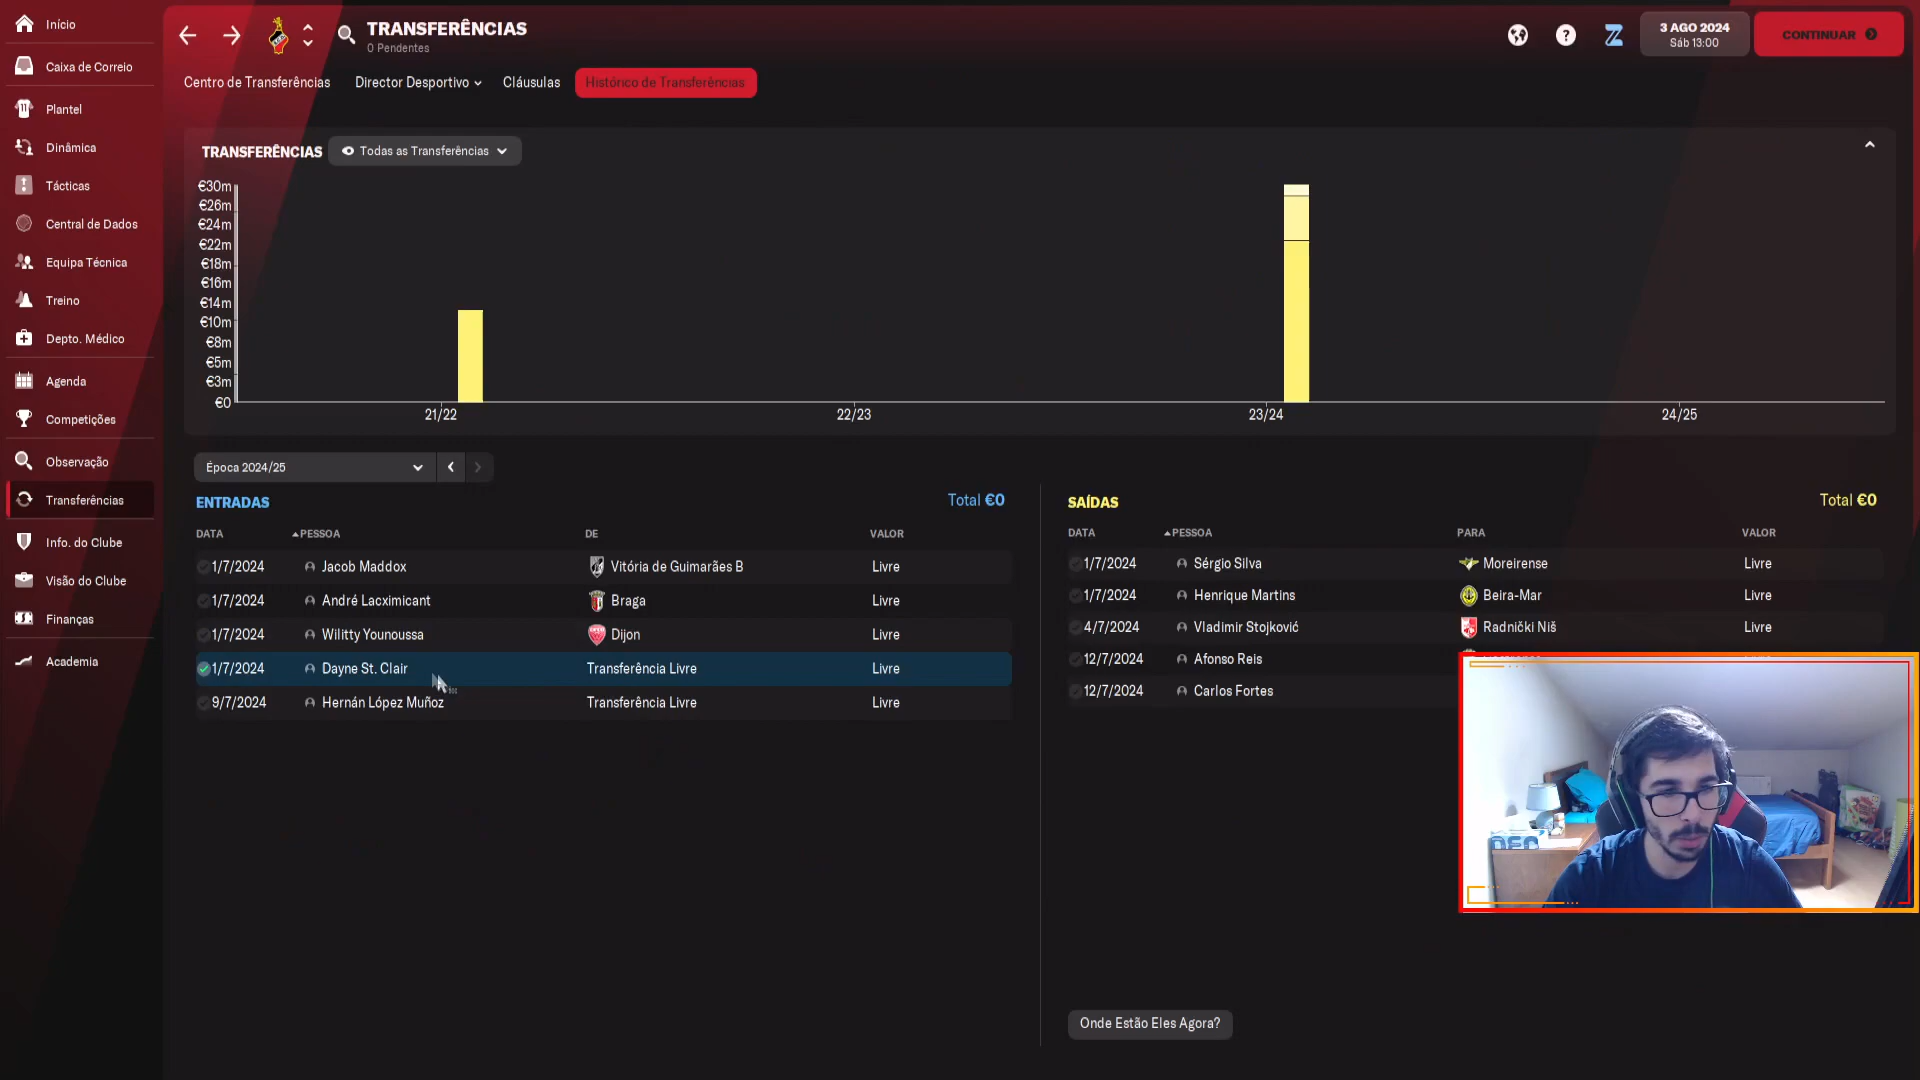 Início
Caixa de Correio
Plantel
Dinâmica
Tácticas
Central de Dados
Equipa Técnica
Treino
Depto. Médico
Agenda
Competições
Observação
Transferências
Info. do Clube
Visão do Clube
Finanças
Academia
TRANSFERÊNCIAS
0 Pendentes
3 AGO 2024
Sáb 13:00
CONTINUAR
Centro de Transferências
Director Desportivo
Cláusulas
Histórico de Transferências
TRANSFERÊNCIAS
Todas as Transferências
€30m
€26m
€24m
€22m
€18m
€16m
€14m
€10m
€8m
€5m
€3m
€0
21/22
22/23
23/24
24/25
Época 2024/25
ENTRADAS
Total €0
DATA PESSOA DE VALOR
1/7/2024 Jacob Maddox Vitória de Guimarães B Livre
1/7/2024 André Lacximicant Braga Livre
1/7/2024 Wilitty Younoussa Dijon Livre
1/7/2024 Dayne St. Clair Transferência Livre Livre
9/7/2024 Hernán López Muñoz Transferência Livre Livre
SAÍDAS
Total €0
DATA PESSOA PARA VALOR
1/7/2024 Sérgio Silva Moreirense Livre
1/7/2024 Henrique Martins Beira-Mar Livre
4/7/2024 Vladimir Stojković Radnički Niš Livre
12/7/2024 Afonso Reis
12/7/2024 Carlos Fortes
Onde Estão Eles Agora?